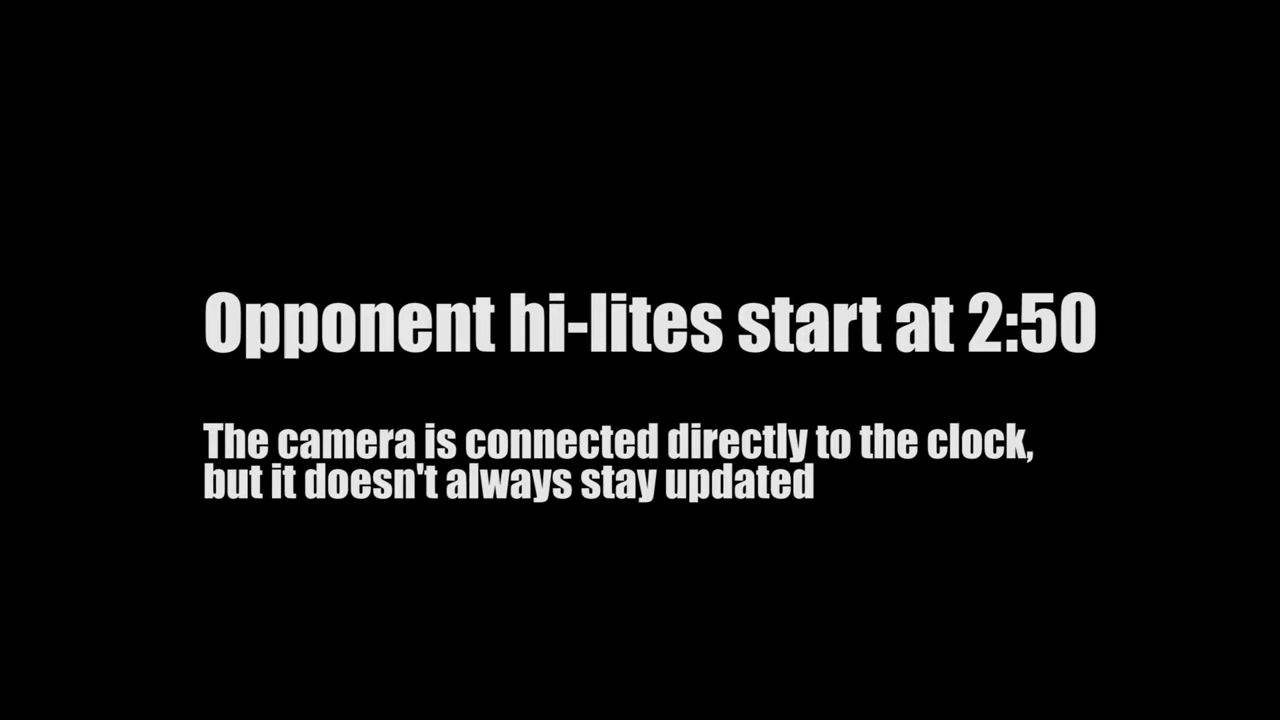 Opponent hi-lites start at 2:50
The camera is connected directly to the clock,
but it doesn't always stay updated